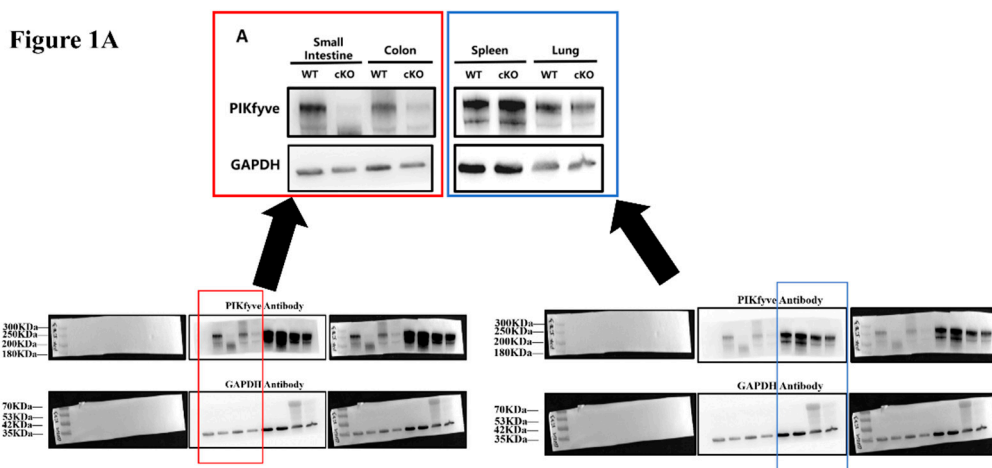 Figure 1A
A
Small
Intestine
Colon
WT cKO WT cKO
PIKfyve
GAPDH
Spleen Lung
WT cKO WT cKO
PIKfyve Antibody
300KDa
250KDa
200KDa
180KDa
GAPDH Antibody
70KDa
53KDa
42KDa
35KDa
PIKfyve Antibody
300KDa
250KDa
200KDa
180KDa
GAPDH Antibody
70KDa
53KDa
42KDa
35KDa